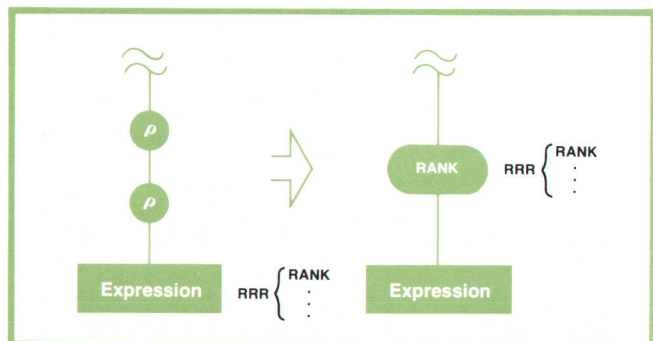 ρ
ρ
Expression
RRR { RANK
.
.
.
RANK
RRR { RANK
.
.
.
Expression